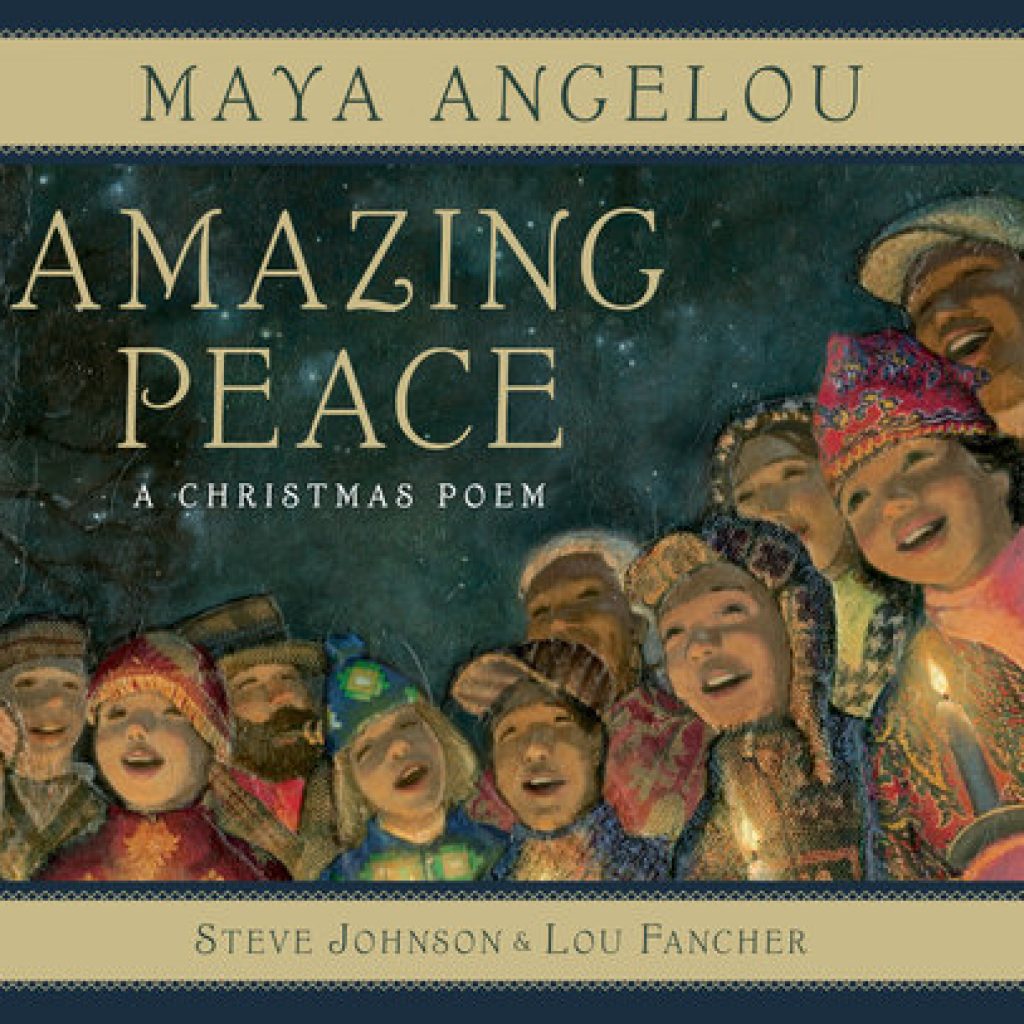 MAYA ANGELOU
AMAZING
PEACE
A CHRISTMAS POEM
STEVE JOHNSON & LOU FANCHER